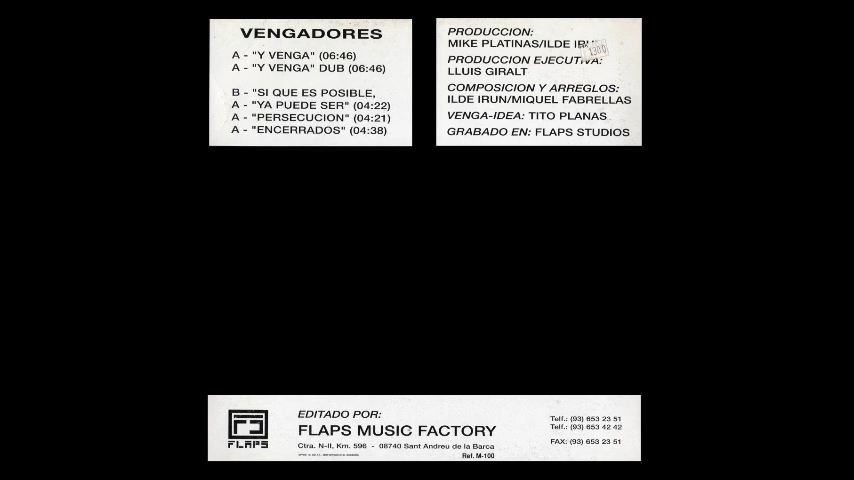 VENGADORES
A - "Y VENGA" (06:46)
A - "Y VENGA" DUB (06:46)
B - "SI QUE ES POSIBLE,
A - "YA PUEDE SER" (04:22)
A - "PERSECUCION" (04:21)
A - "ENCERRADOS" (04:38)
PRODUCCION:
MIKE PLATINAS/ILDE
PRODUCCION EJECUTIVA:
LLUIS GIRALT
COMPOSICION Y ARREGLOS:
ILDE IRUN/MIQUEL FABRELLAS
VENGA-IDEA: TITO PLANAS
GRABADO EN: FLAPS STUDIOS
FLAPS
EDITADO POR:
FLAPS MUSIC FACTORY
Ctra. N-II, Km. 596 - 08740 Sant Andreu de la Barca
Ref. M-100
Telf.: (93) 653 23 51
Telf.: (93) 653 42 42
FAX: (93) 653 23 51